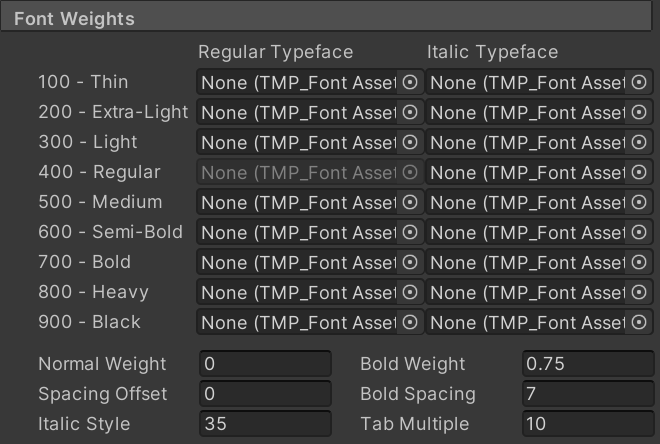 Font Weights
Regular Typeface Italic Typeface
100 - Thin None (TMP_Font Asset None (TMP_Font Asset
200 - Extra-Light None (TMP_Font Asset None (TMP_Font Asset
300 - Light None (TMP_Font Asset None (TMP_Font Asset
400 - Regular None (TMP_Font Asset None (TMP_Font Asset
500 - Medium None (TMP_Font Asset None (TMP_Font Asset
600 - Semi-Bold None (TMP_Font Asset None (TMP_Font Asset
700 - Bold None (TMP_Font Asset None (TMP_Font Asset
800 - Heavy None (TMP_Font Asset None (TMP_Font Asset
900 - Black None (TMP_Font Asset None (TMP_Font Asset
Normal Weight 0 Bold Weight 0.75
Spacing Offset 0 Bold Spacing 7
Italic Style 35 Tab Multiple 10